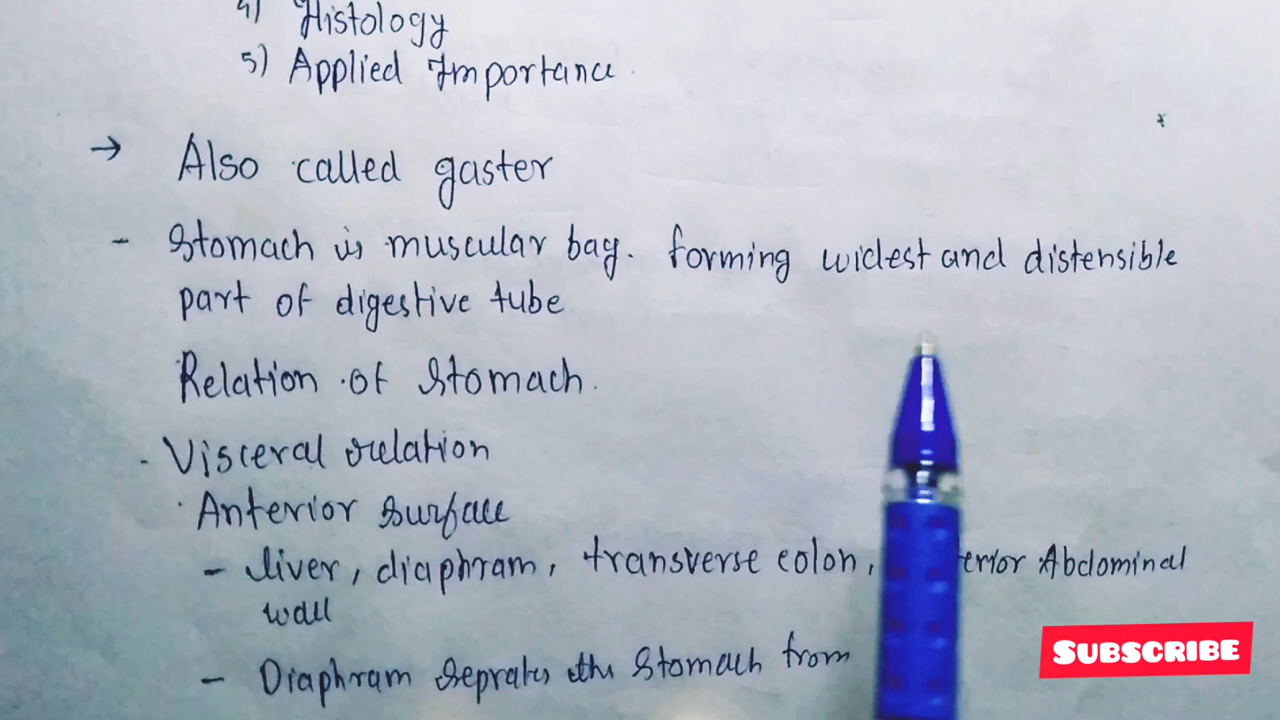 4) Histology
5) Applied Importance
→ Also called gaster
- Stomach is muscular bag. forming widest and distensible
part of digestive tube
Relation of Stomach.
- Visceral relation
· Anterior surface
- liver, diaphram, transverse colon, erior Abdominal
wall
- Diaphram seprates the stomach from
SUBSCRIBE